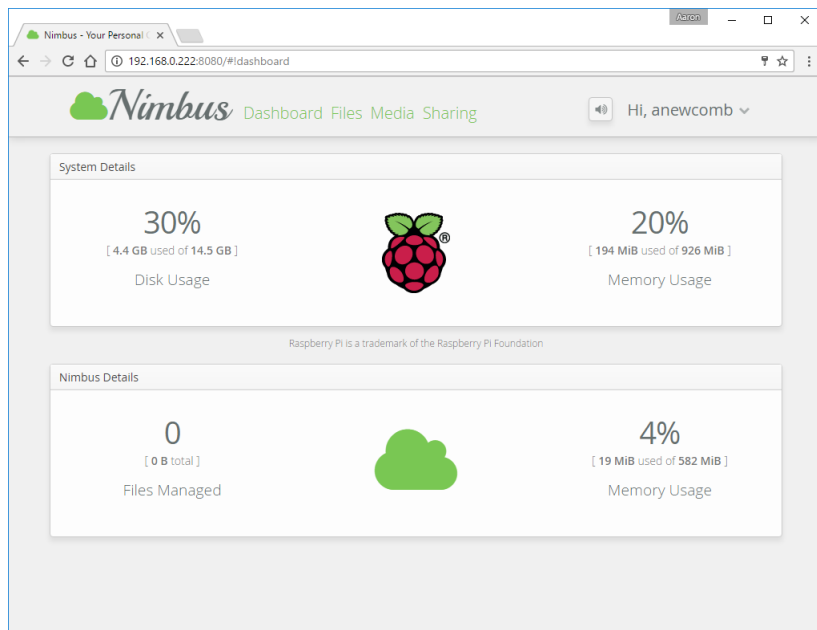 Aaron
Nimbus - Your Personal C
192.168.0.222:8080/#!dashboard
Nimbus Dashboard Files Media Sharing Hi, anewcomb
System Details
30% ® 20%
[ 4.4 GB used of 14.5 GB ] [ 194 MiB used of 926 MiB ]
Disk Usage Memory Usage
Raspberry Pi is a trademark of the Raspberry Pi Foundation
Nimbus Details
0 4%
[ 0 B total ] [ 19 MiB used of 582 MiB ]
Files Managed Memory Usage